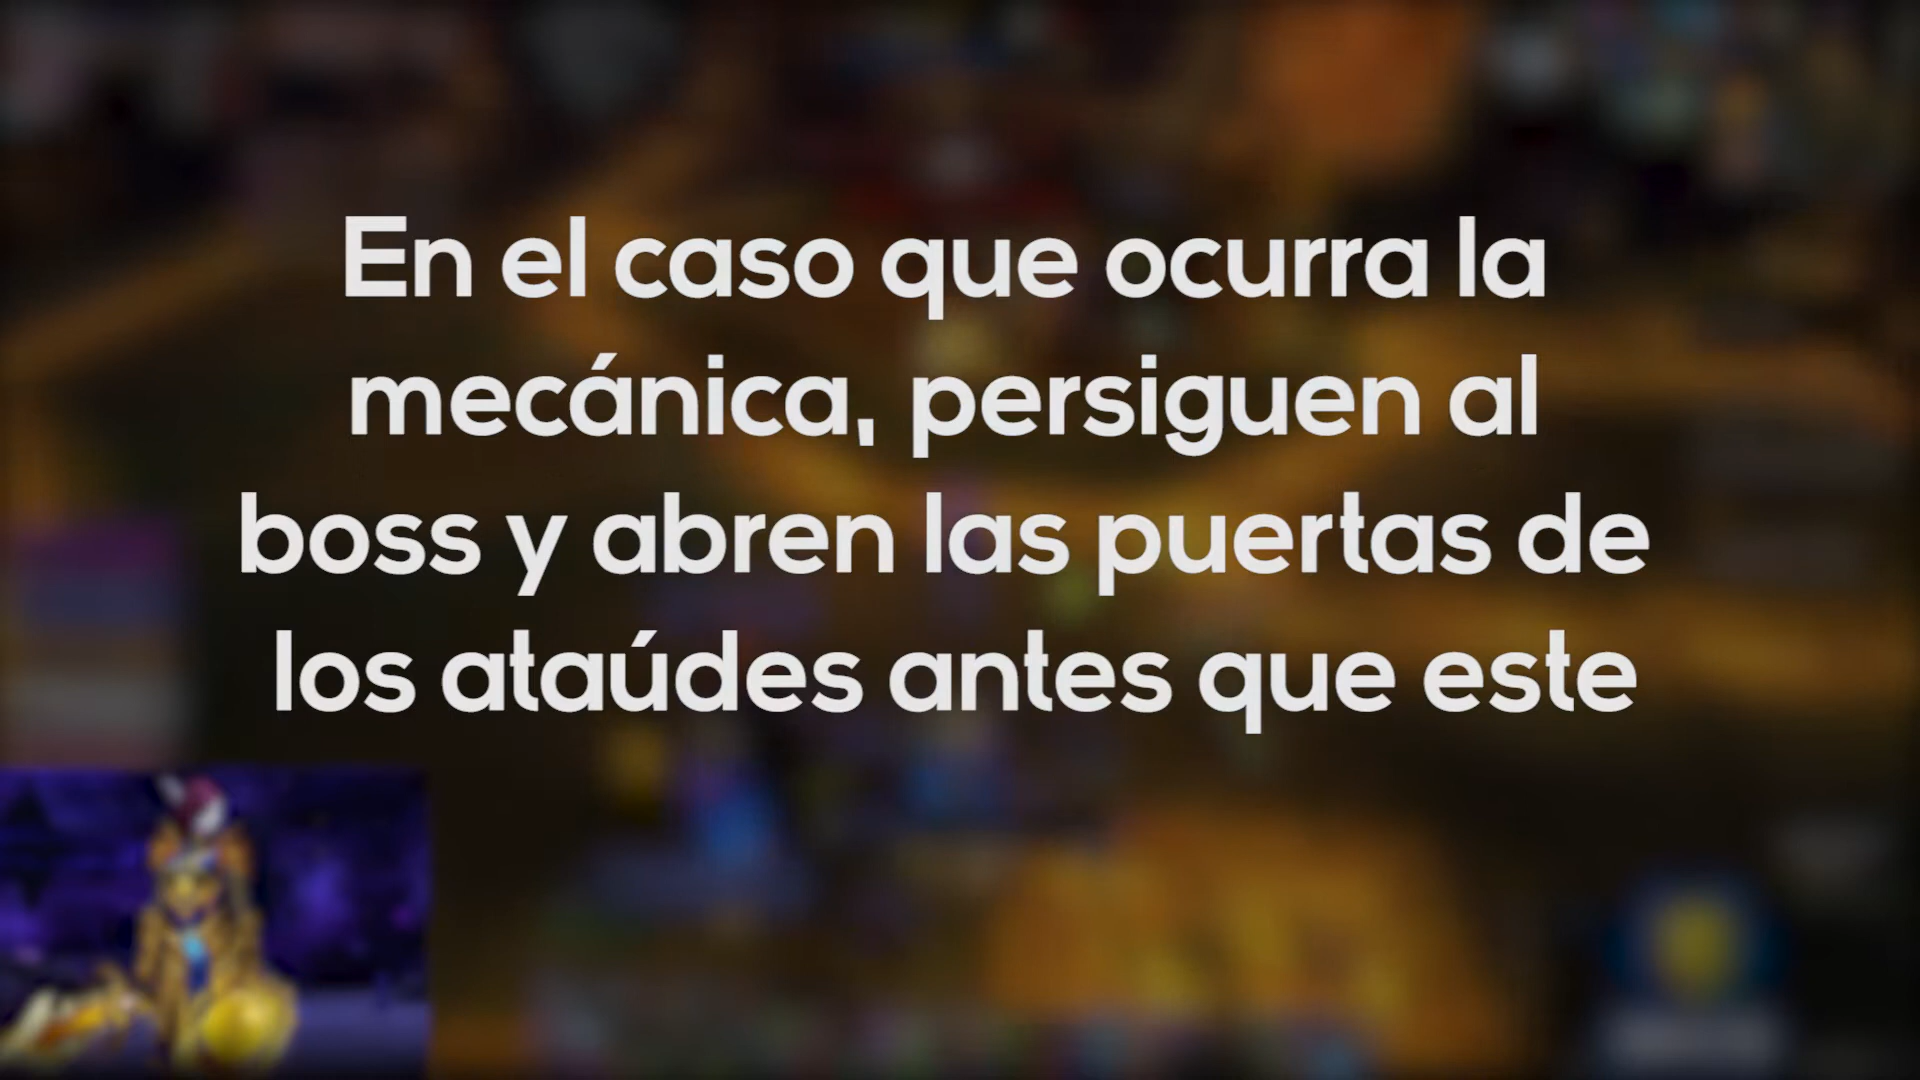 En el caso que ocurra la
mecánica, persiguen al
boss y abren las puertas de
los ataúdes antes que este